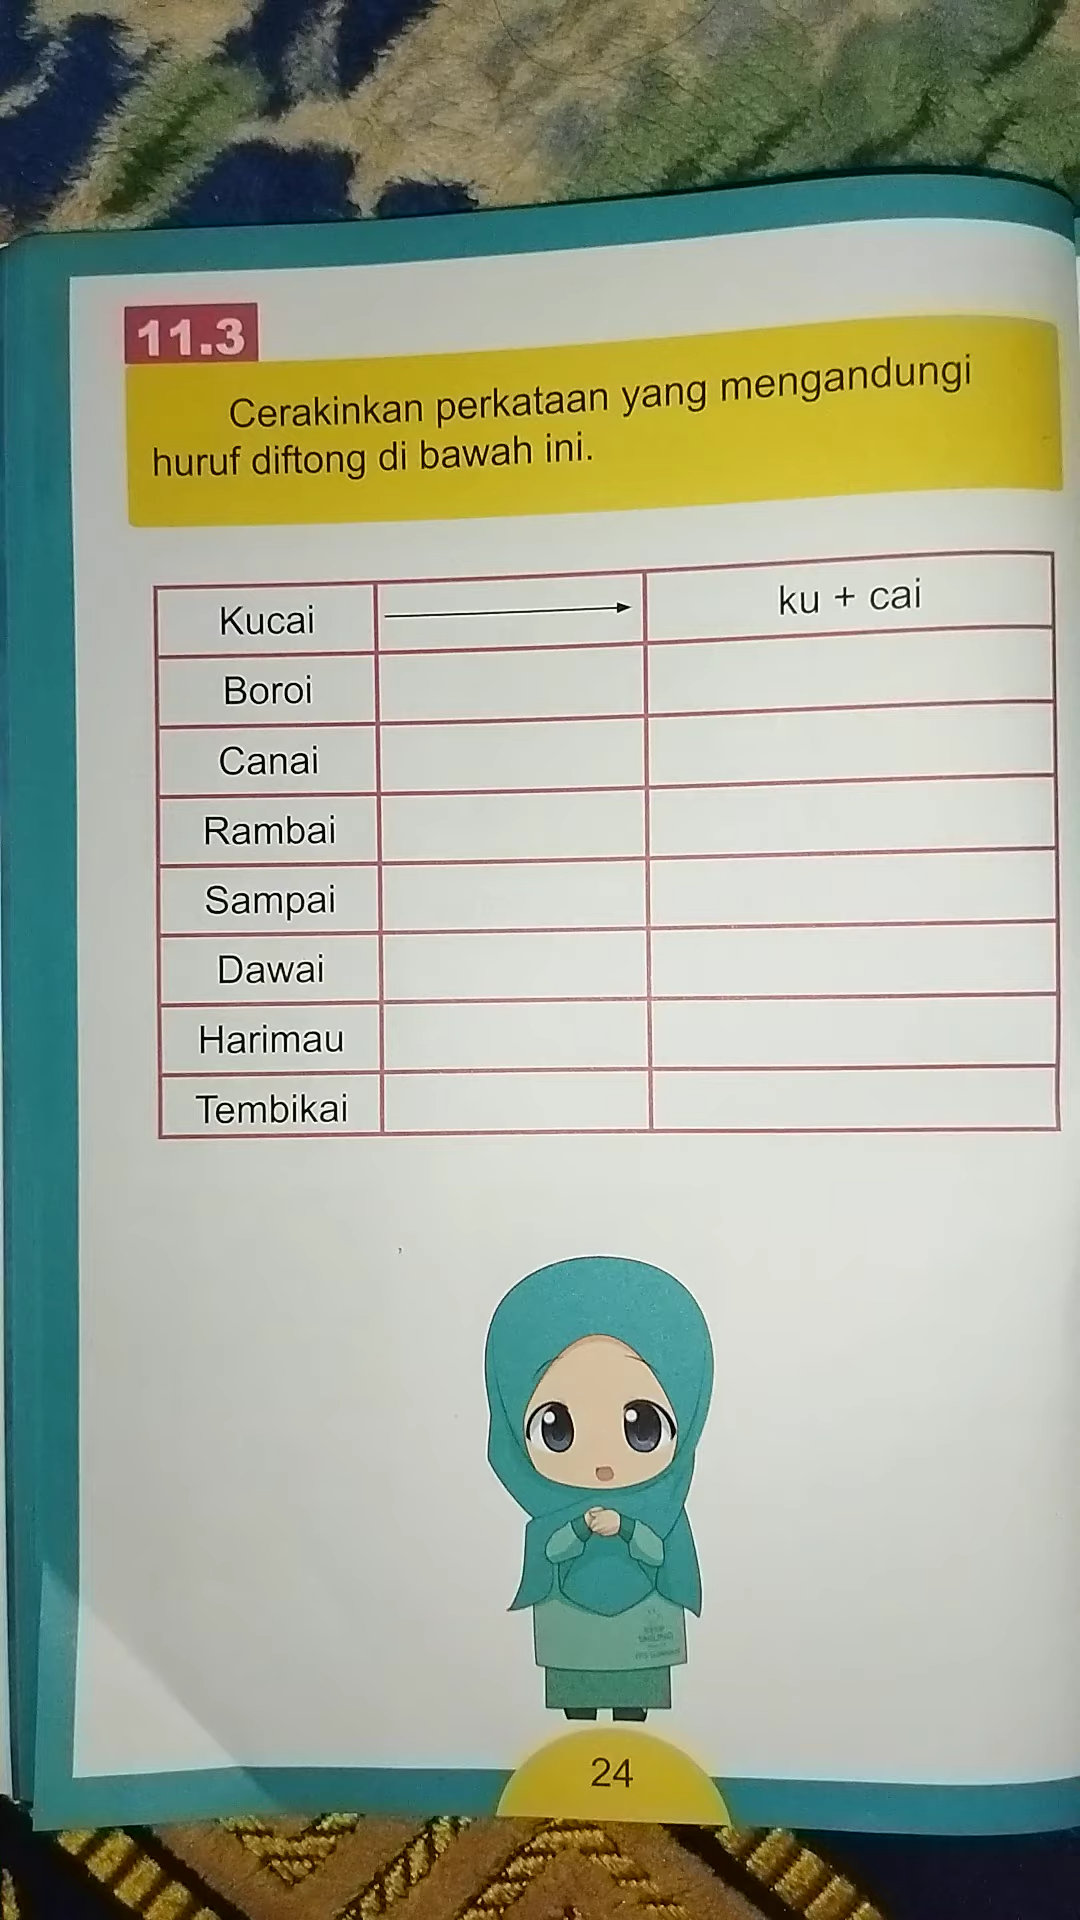 11.3
Cerakinkan perkataan yang mengandungi
huruf diftong di bawah ini.
Kucai ku + cai
Boroi
Canai
Rambai
Sampai
Dawai
Harimau
Tembikai
24